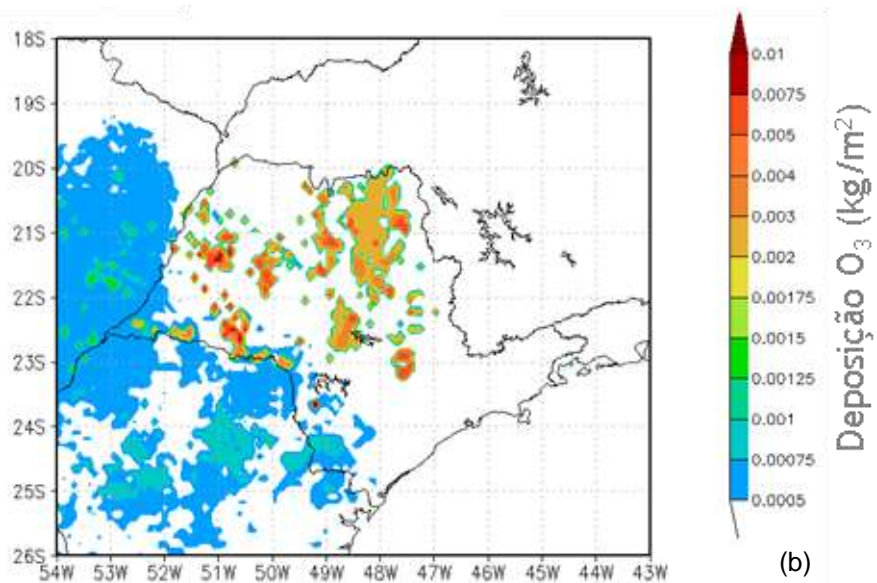 18S
19S
20S
21S
22S
23S
24S
25S
26S
54W 53W 52W 51W 50W 49W 48W 47W 46W 45W 44W 43W
0.01
0.0075
0.005
0.004
0.003
0.002
0.00175
0.0015
0.00125
0.001
0.00075
0.0005
Deposição O₃ (kg/m²)
(b)